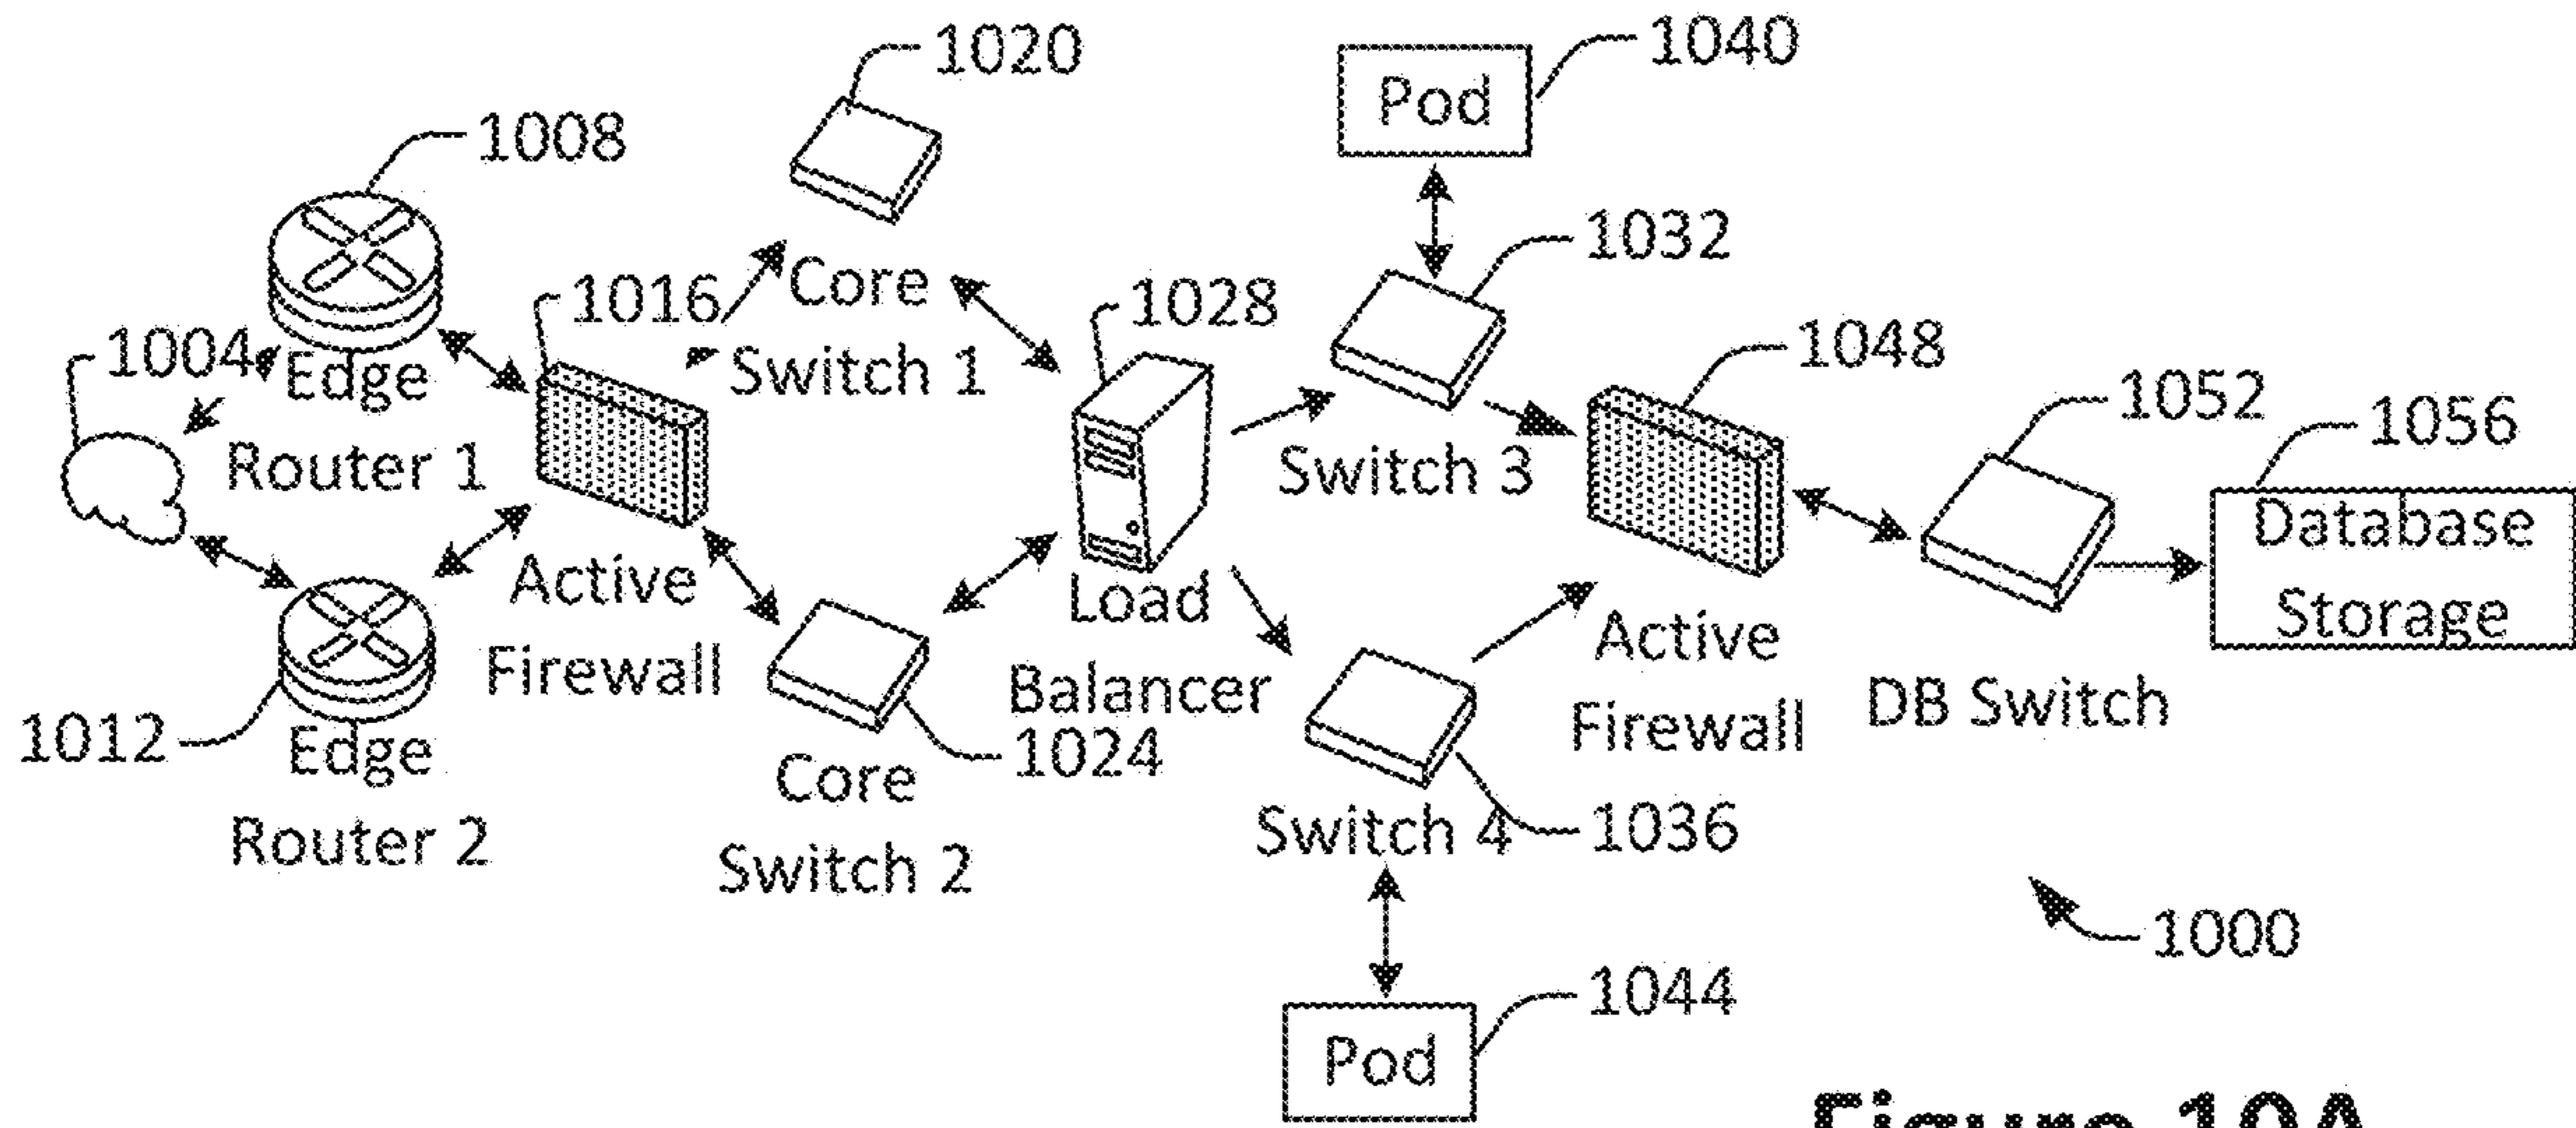 1020
1040
Pod
1008
1032
1016
Core
Switch 1
1028
1004
Edge
Router 1
1048
Switch 3
1052
1056
Database
Storage
Active
Firewall
Load
Balancer
Active
Firewall
DB Switch
1012
Edge
Router 2
1024
Core
Switch 2
Switch 4
1036
1000
1044
Pod
Figure 10A